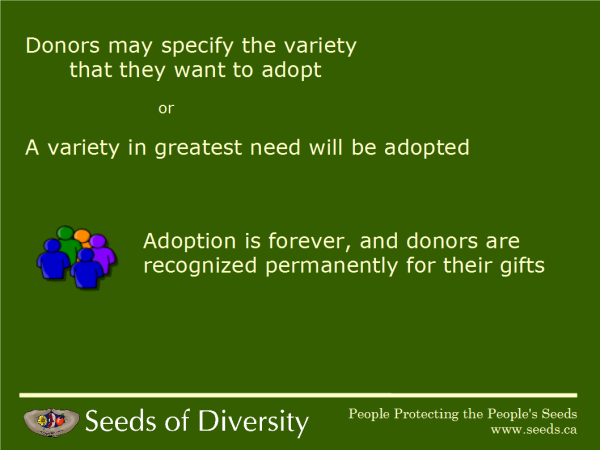 Donors may specify the variety
that they want to adopt
or
A variety in greatest need will be adopted
Adoption is forever, and donors are
recognized permanently for their gifts
Seeds of Diversity
People Protecting the People's Seeds
www.seeds.ca